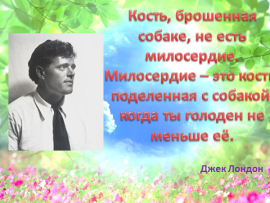 Кость, брошенная
собаке, не есть
милосердие.
Милосердие – это кость
поделенная с собакой,
когда ты голоден не
меньше её.
Джек Лондон